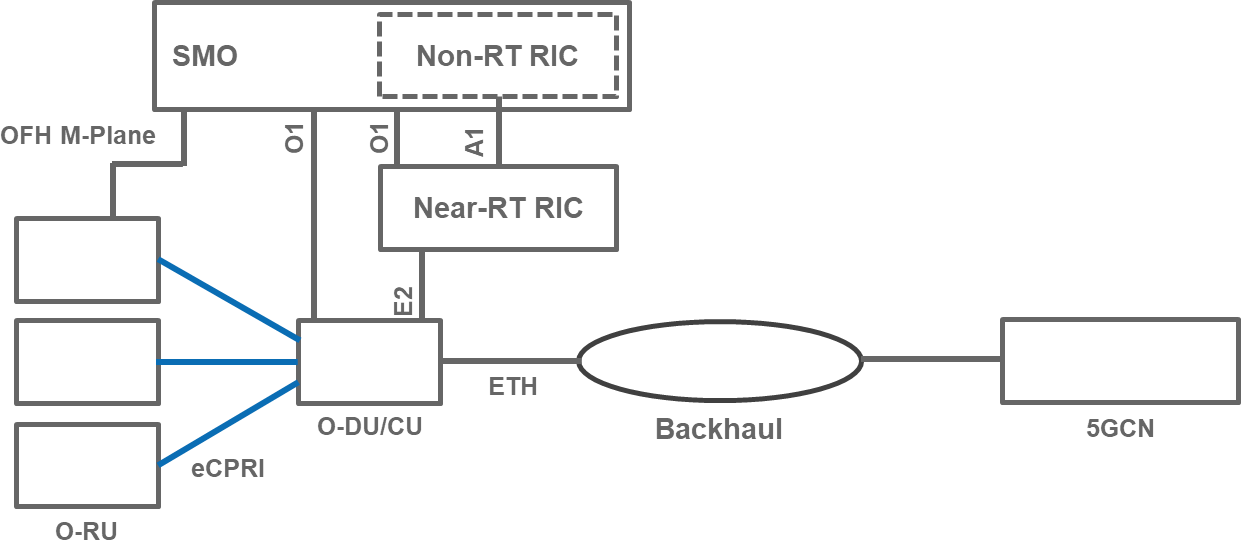 SMO
Non-RT RIC
OFH M-Plane
O1
O1
A1
Near-RT RIC
E2
ETH
O-DU/CU
Backhaul
5GCN
eCPRI
O-RU